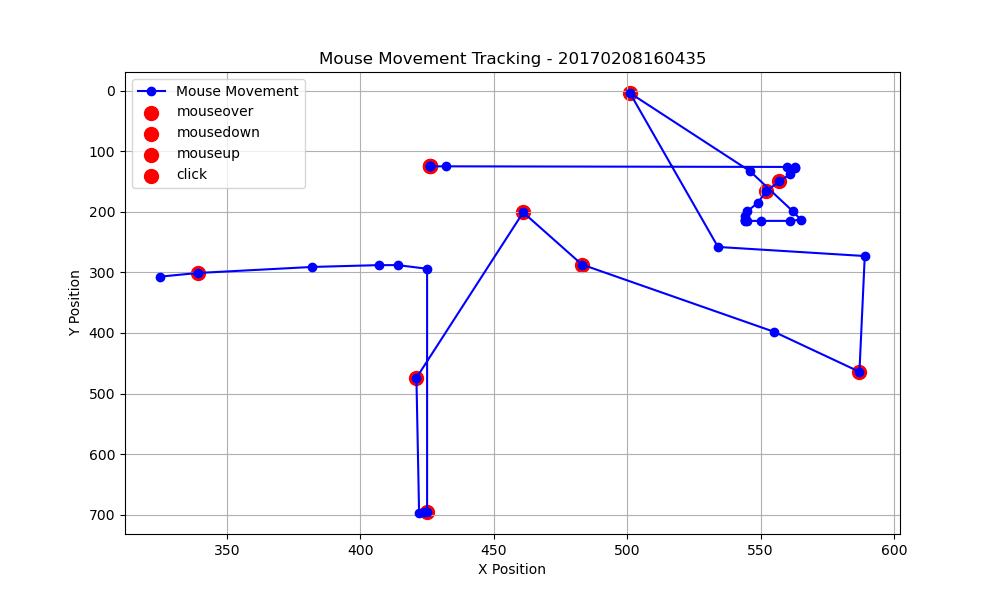 Mouse Movement Tracking - 20170208160435
Mouse Movement
mouseover
mousedown
mouseup
click
0
100
200
300
400
500
600
700
Y Position
350
400
450
500
550
600
X Position